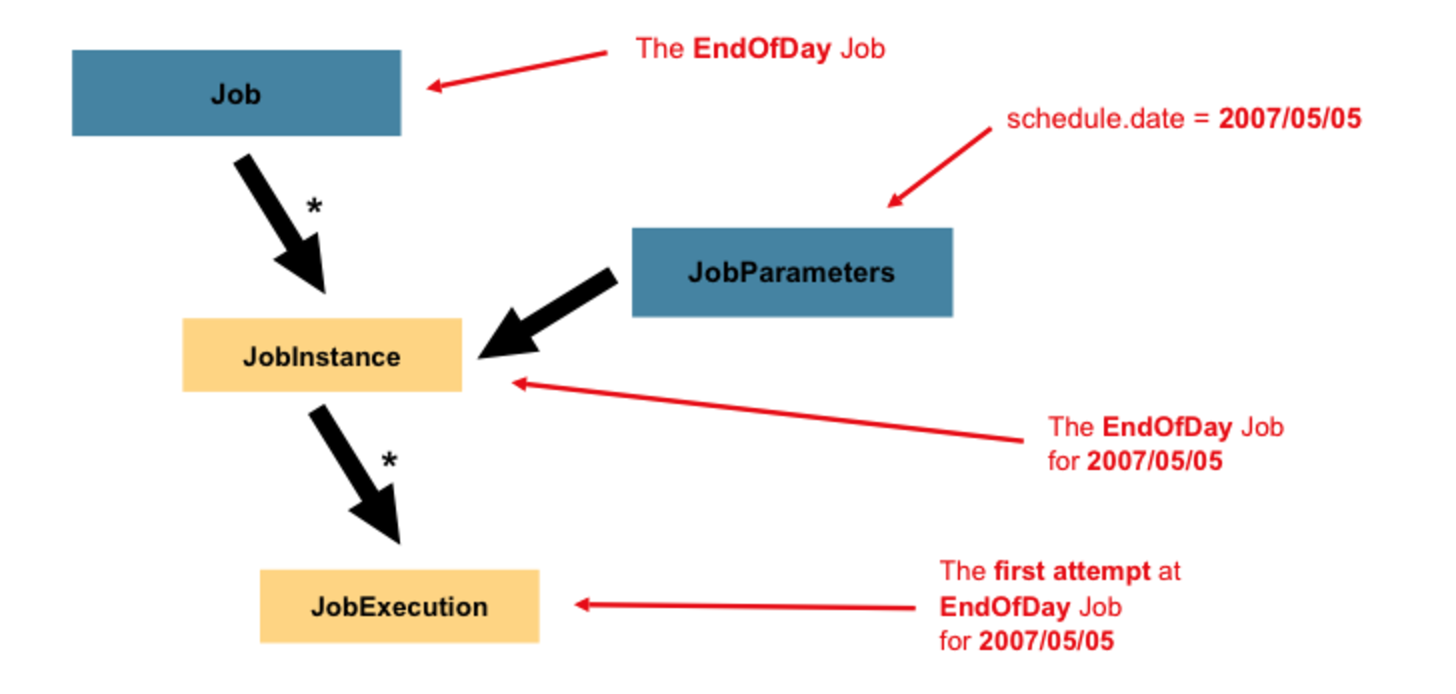 The EndOfDay Job
Job
schedule.date = 2007/05/05
*
JobParameters
JobInstance
The EndOfDay Job
for 2007/05/05
*
The first attempt at
EndOfDay Job
for 2007/05/05
JobExecution